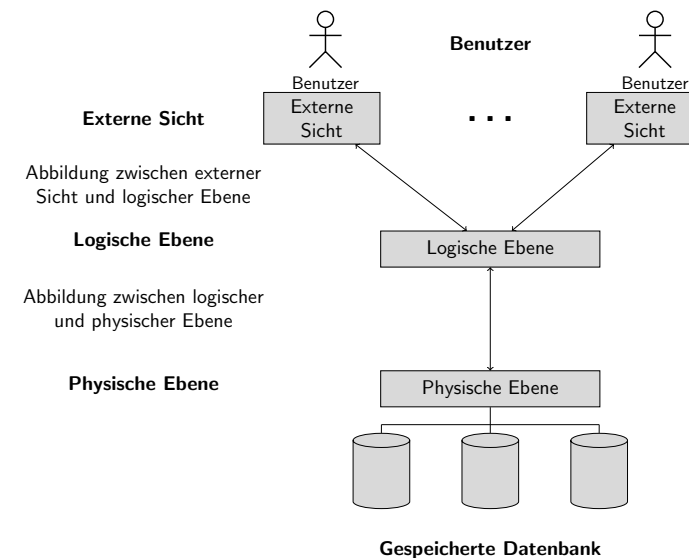 Benutzer
Benutzer
Benutzer
Externe Sicht
Externe
Sicht
. . .
Externe
Sicht
Abbildung zwischen externer
Sicht und logischer Ebene
Logische Ebene
Logische Ebene
Abbildung zwischen logischer
und physischer Ebene
Physische Ebene
Physische Ebene
Gespeicherte Datenbank